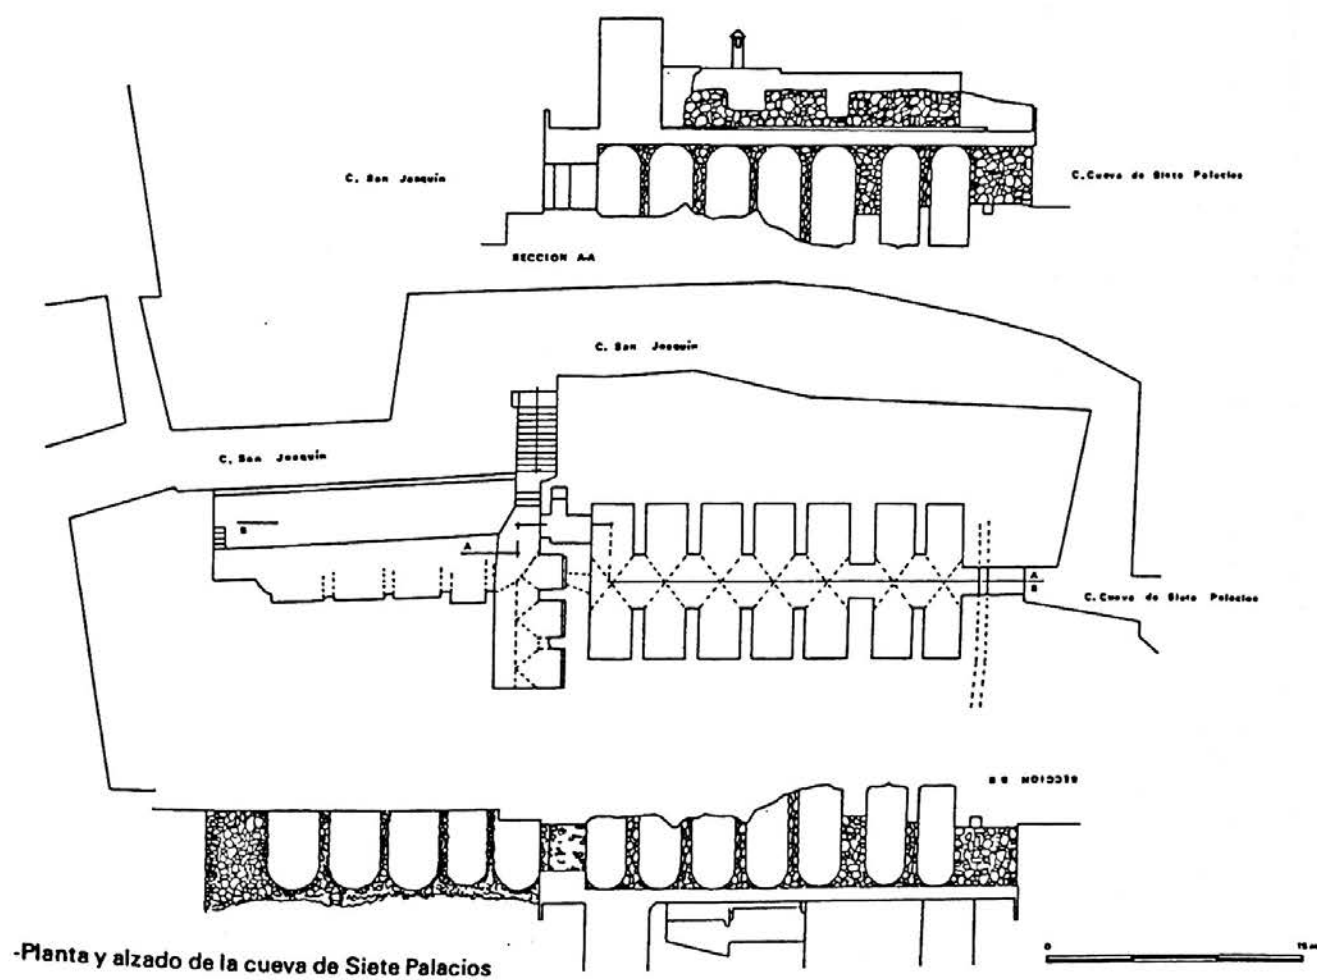 C. San Joaquín
C. Cueva de Siete Palacios
SECCION A-A
C. San Joaquín
C. San Joaquín
B
A
A
B
C. Cueva de Siete Palacios
SECCION B B
0
15 m
-Planta y alzado de la cueva de Siete Palacios